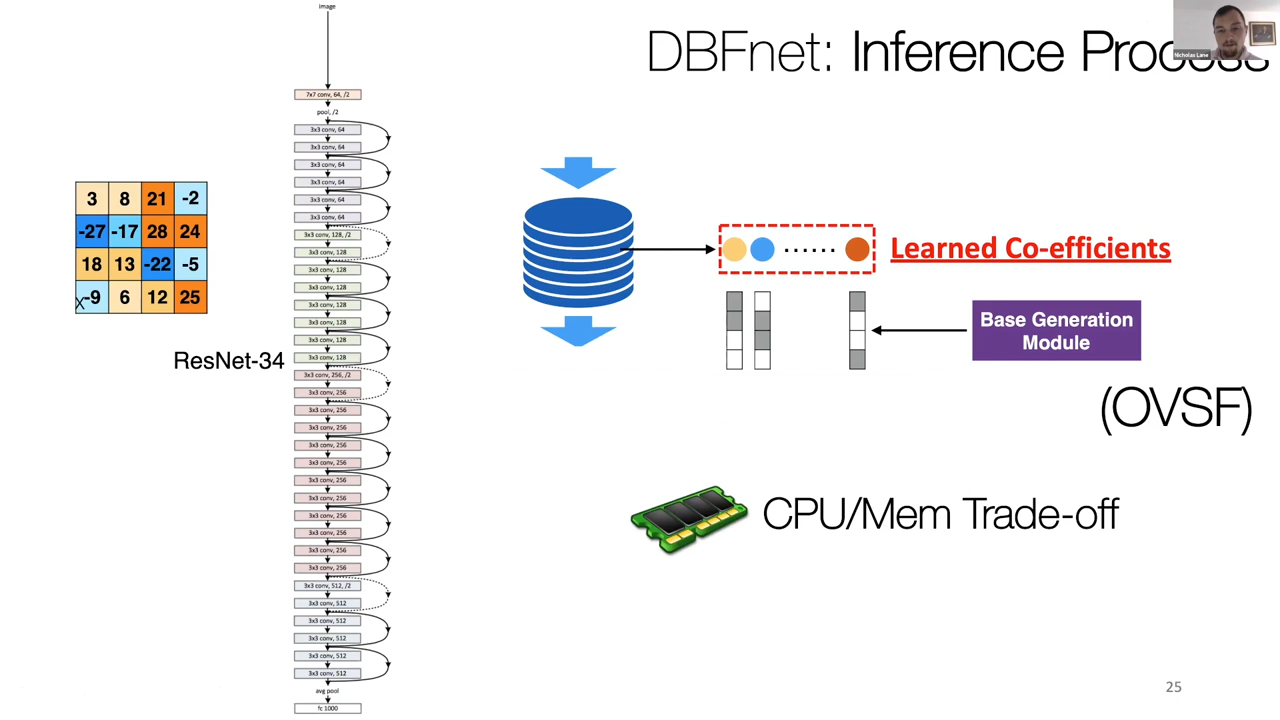 image
DBFnet: Inference Process
Nicholas Lane
7x7 conv, 64, /2
pool, /2
3x3 conv, 64
3x3 conv, 64
3x3 conv, 64
3x3 conv, 64
3x3 conv, 64
3x3 conv, 64
3x3 conv, 128, /2
3x3 conv, 128
3x3 conv, 128
3x3 conv, 128
3x3 conv, 128
3x3 conv, 128
3x3 conv, 128
3x3 conv, 128
3x3 conv, 256, /2
3x3 conv, 256
3x3 conv, 256
3x3 conv, 256
3x3 conv, 256
3x3 conv, 256
3x3 conv, 256
3x3 conv, 256
3x3 conv, 256
3x3 conv, 256
3x3 conv, 256
3x3 conv, 256
3x3 conv, 512, /2
3x3 conv, 512
3x3 conv, 512
3x3 conv, 512
3x3 conv, 512
3x3 conv, 512
avg pool
fc 1000
3 8 21 -2
-27 -17 28 24
18 13 -22 -5
x -9 6 12 25
ResNet-34
......
Learned Co-efficients
Base Generation
Module
(OVSF)
CPU/Mem Trade-off
25